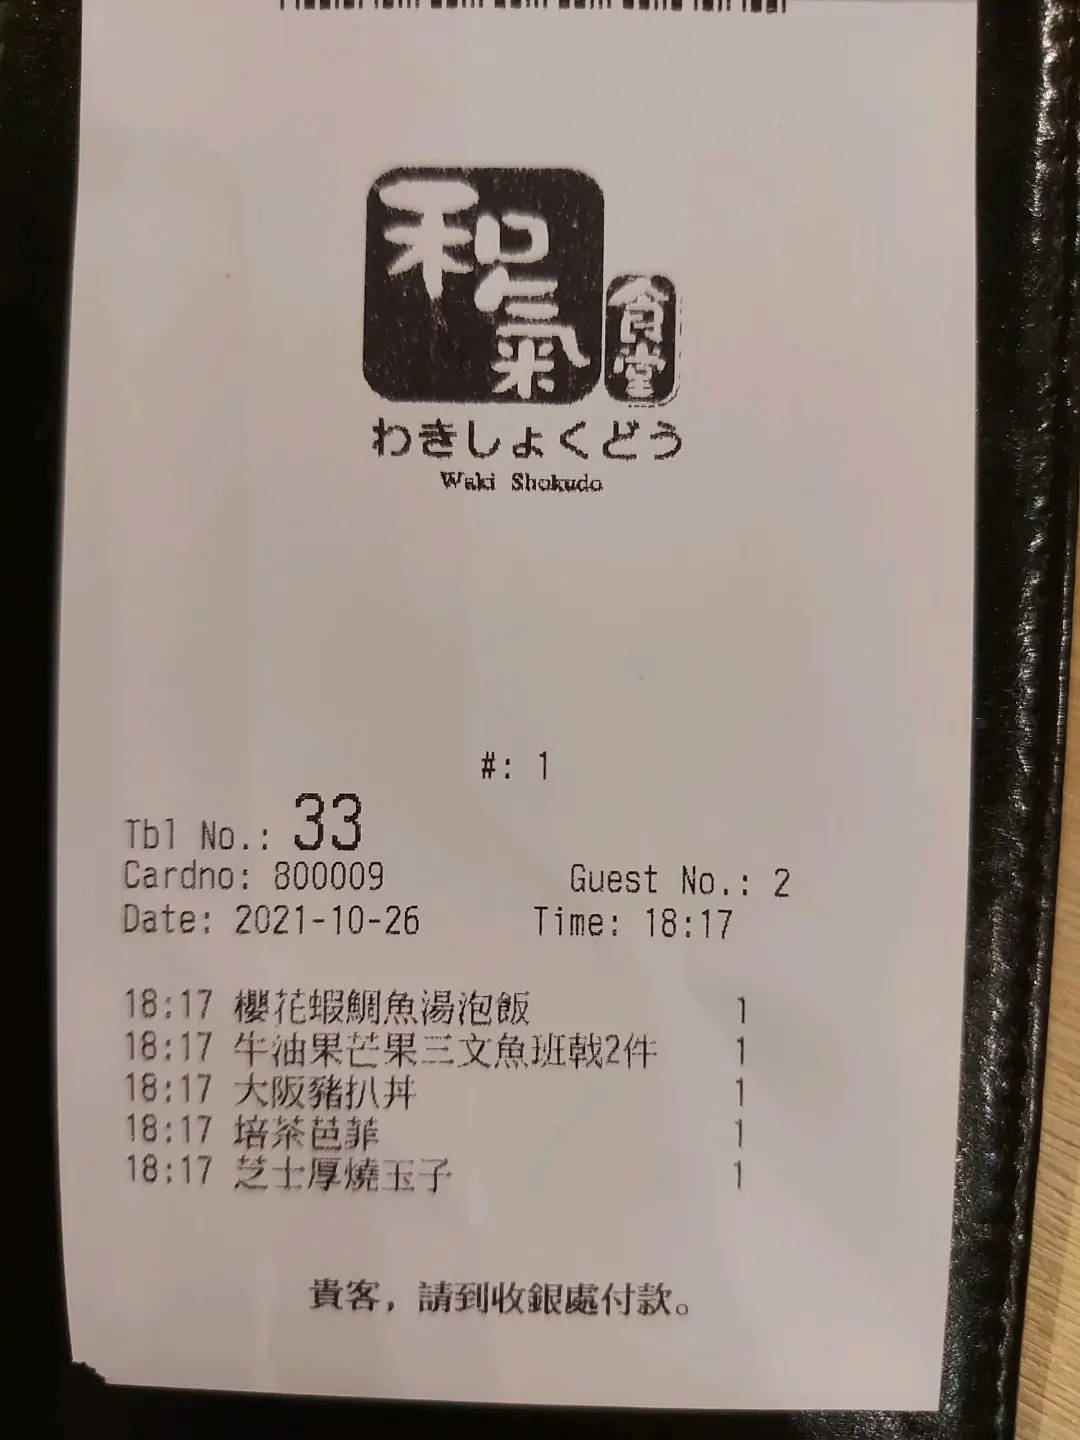 和氣食堂
わきしょくどう
Waki Shokudo
#: 1
Tbl No.: 33
Cardno: 800009 Guest No.: 2
Date: 2021-10-26 Time: 18:17
18:17 櫻花蝦鯛魚湯泡飯 1
18:17 牛油果芒果三文魚班戟2件 1
18:17 大阪豬扒丼 1
18:17 培茶芭菲 1
18:17 芝士厚燒玉子 1
貴客，請到收銀處付款。